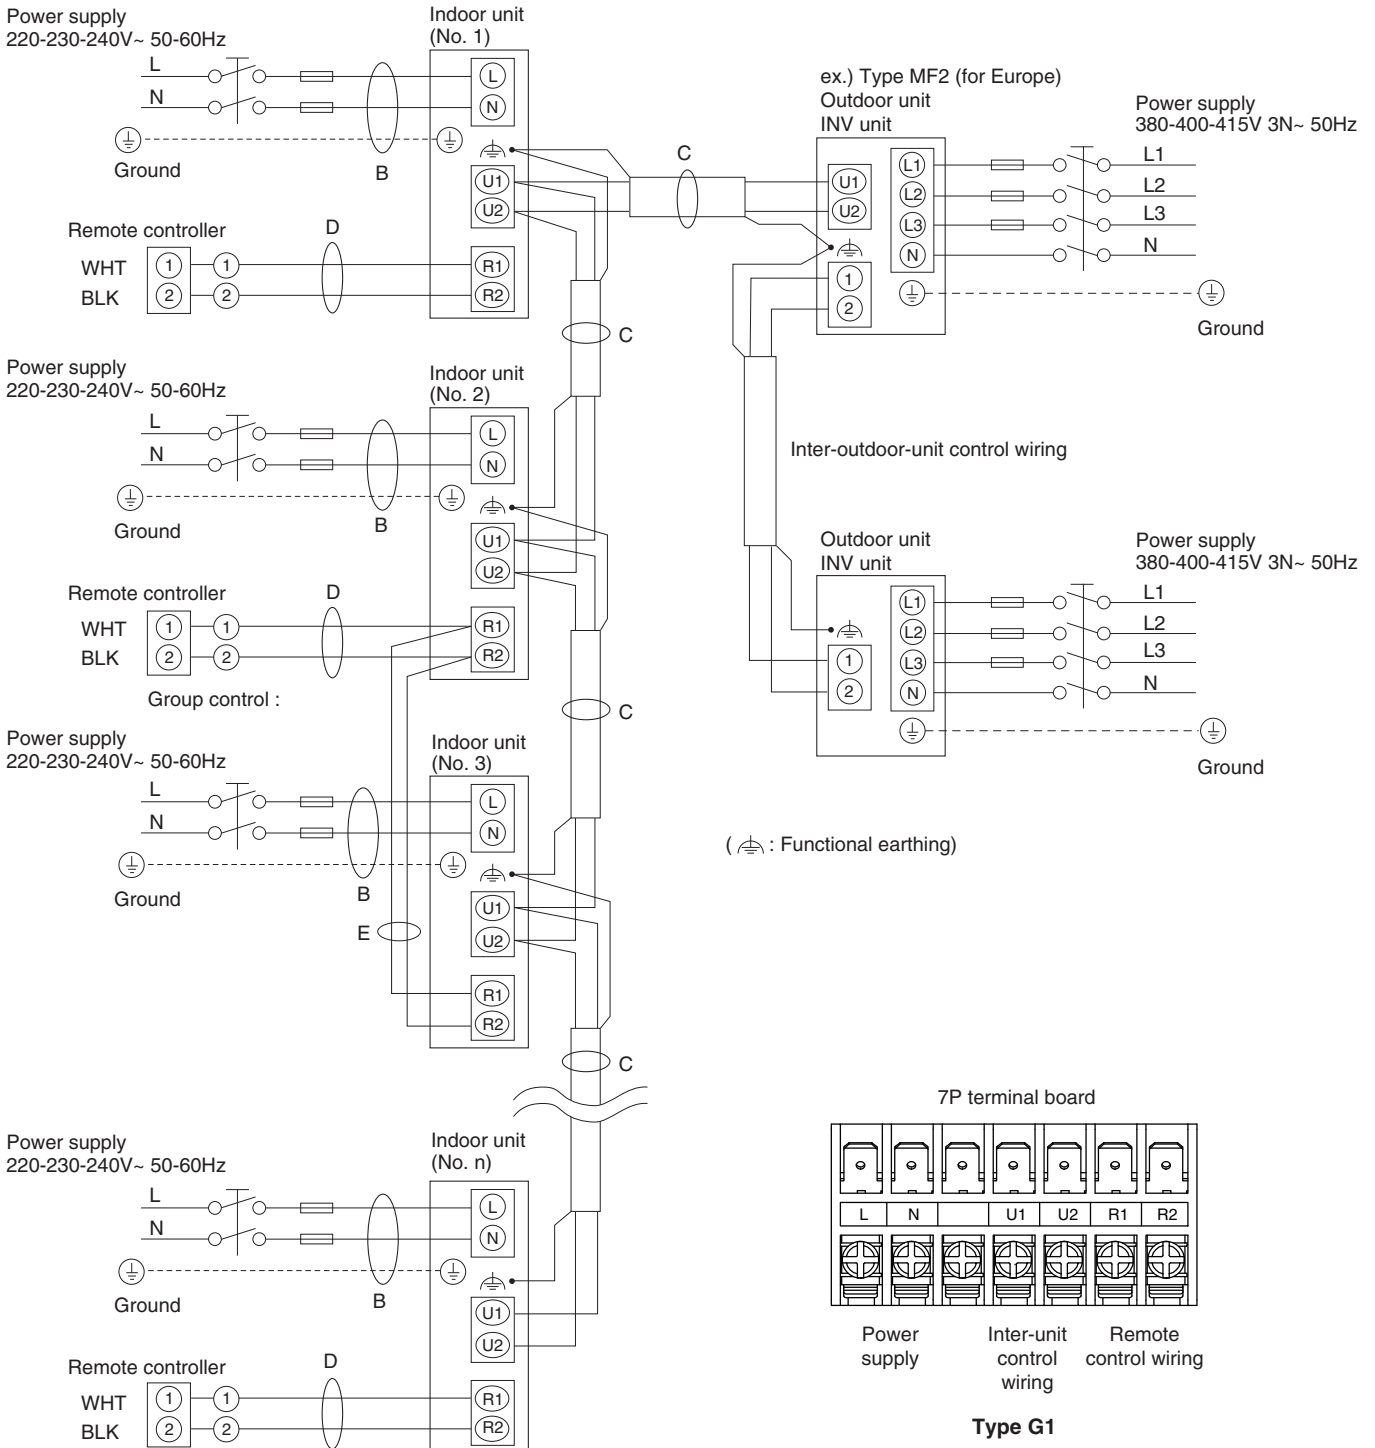 Power supply
220-230-240V~ 50-60Hz
L
N
Ground
B
Indoor unit
(No. 1)
L
N
U1
U2
R1
R2
Remote controller
WHT 1 1
BLK 2 2
D
C
C
ex.) Type MF2 (for Europe)
Outdoor unit
INV unit
U1
U2
1
2
L1
L2
L3
N
Power supply
380-400-415V 3N~ 50Hz
L1
L2
L3
N
Ground
Power supply
220-230-240V~ 50-60Hz
L
N
Ground
B
Indoor unit
(No. 2)
L
N
U1
U2
R1
R2
Remote controller
WHT 1 1
BLK 2 2
D
Group control :
C
Inter-outdoor-unit control wiring
Outdoor unit
INV unit
1
2
L1
L2
L3
N
Power supply
380-400-415V 3N~ 50Hz
L1
L2
L3
N
Ground
Power supply
220-230-240V~ 50-60Hz
L
N
Ground
B
E
Indoor unit
(No. 3)
L
N
U1
U2
R1
R2
C
( : Functional earthing)
Power supply
220-230-240V~ 50-60Hz
L
N
Ground
B
Indoor unit
(No. n)
L
N
U1
U2
R1
R2
Remote controller
WHT 1 1
BLK 2 2
D
7P terminal board
L N U1 U2 R1 R2
Power
supply
Inter-unit
control
wiring
Remote
control wiring
Type G1